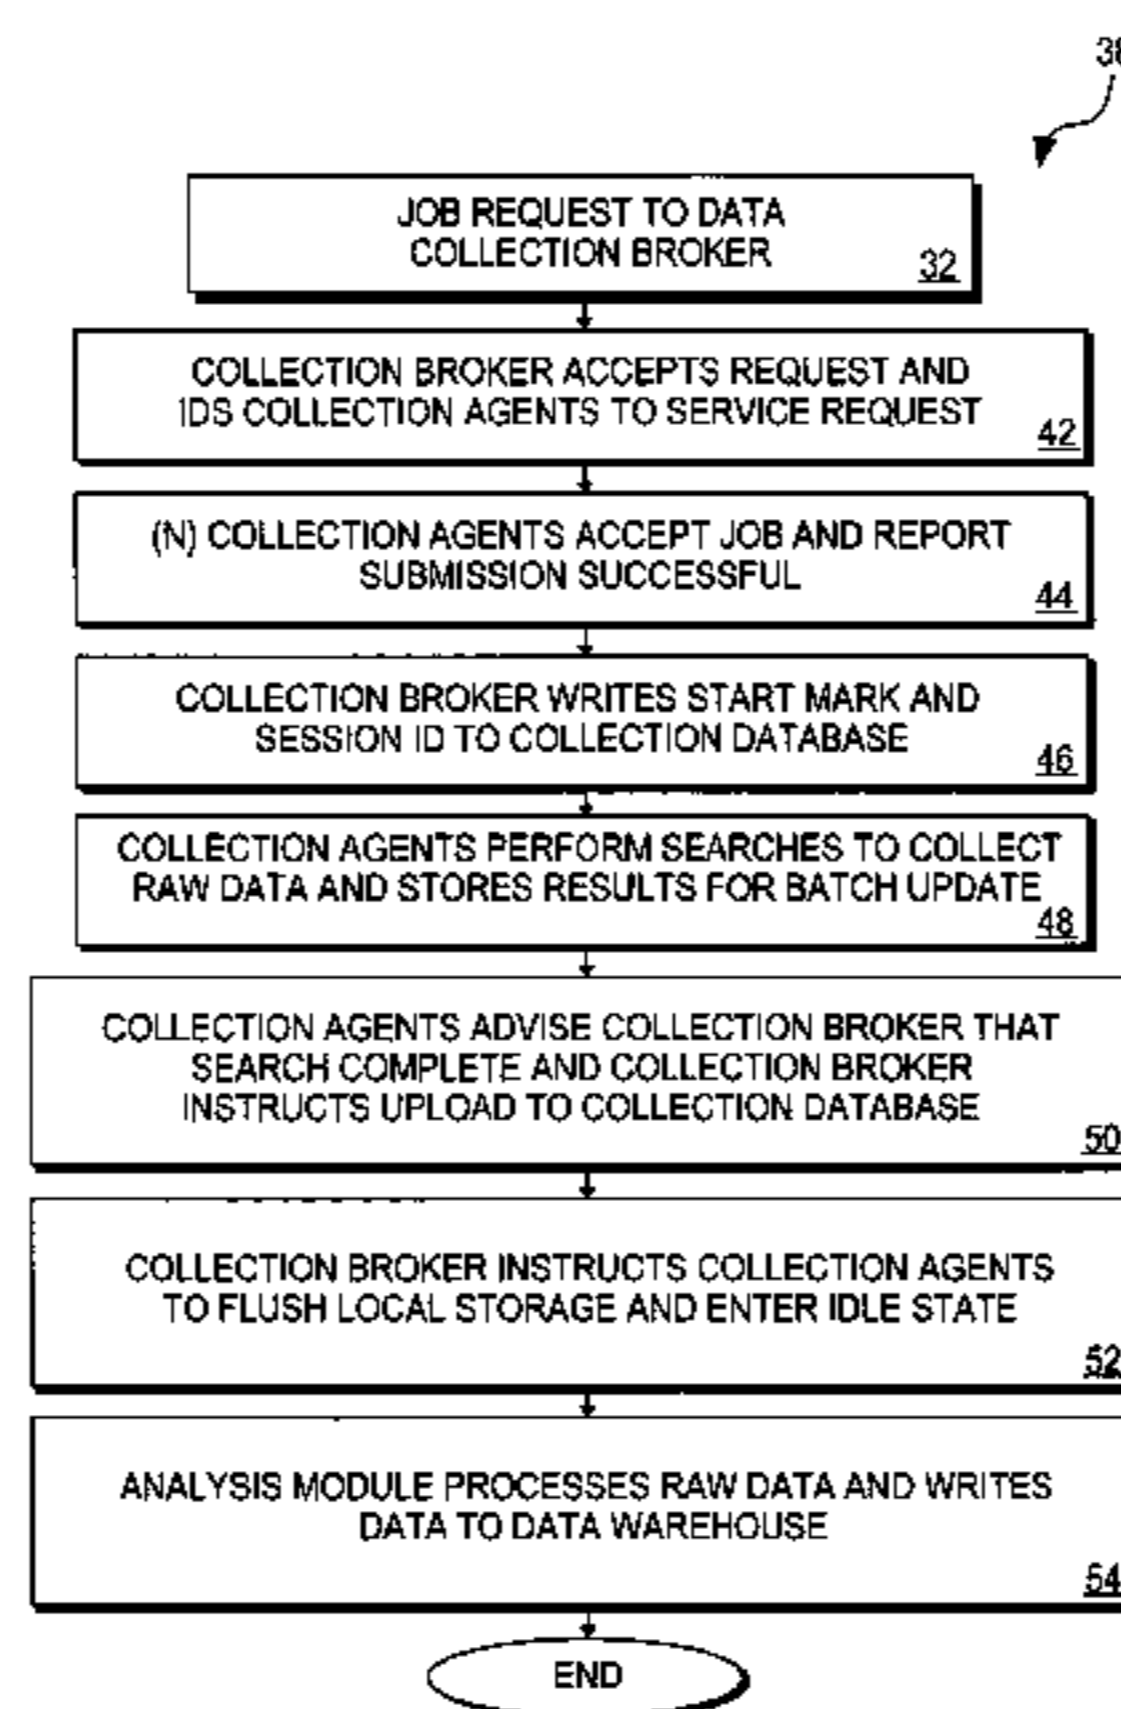 38
JOB REQUEST TO DATA
COLLECTION BROKER
32
COLLECTION BROKER ACCEPTS REQUEST AND
IDS COLLECTION AGENTS TO SERVICE REQUEST
42
(N) COLLECTION AGENTS ACCEPT JOB AND REPORT
SUBMISSION SUCCESSFUL
44
COLLECTION BROKER WRITES START MARK AND
SESSION ID TO COLLECTION DATABASE
46
COLLECTION AGENTS PERFORM SEARCHES TO COLLECT
RAW DATA AND STORES RESULTS FOR BATCH UPDATE
48
COLLECTION AGENTS ADVISE COLLECTION BROKER THAT
SEARCH COMPLETE AND COLLECTION BROKER
INSTRUCTS UPLOAD TO COLLECTION DATABASE
50
COLLECTION BROKER INSTRUCTS COLLECTION AGENTS
TO FLUSH LOCAL STORAGE AND ENTER IDLE STATE
52
ANALYSIS MODULE PROCESSES RAW DATA AND WRITES
DATA TO DATA WAREHOUSE
54
END